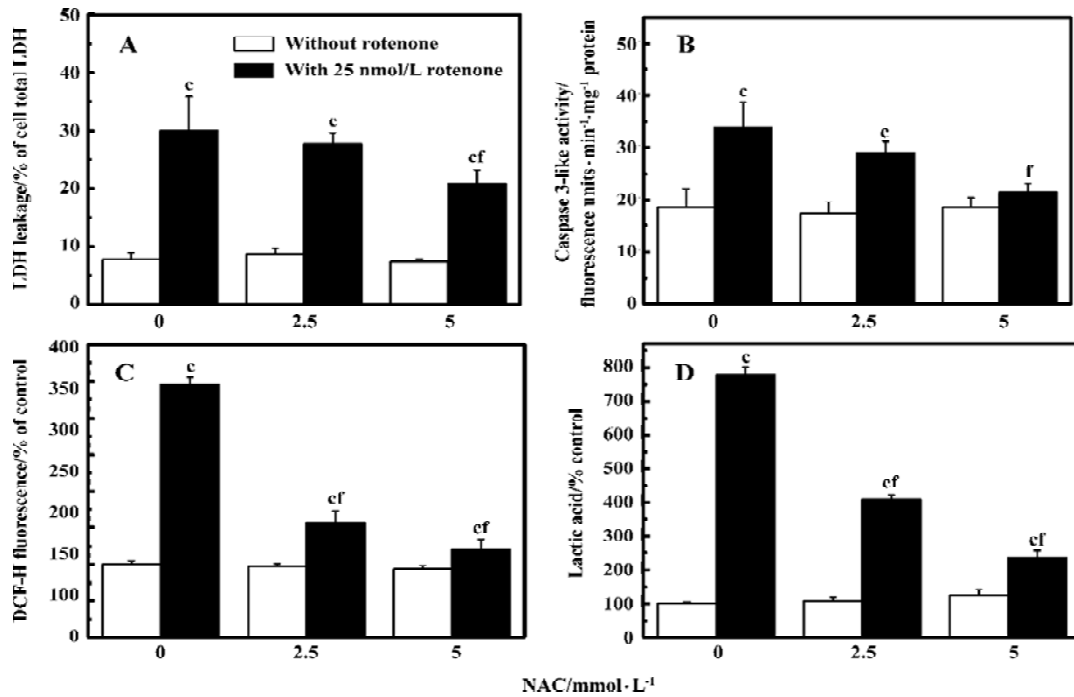 A
Without rotenone
With 25 nmol/L rotenone
LDH leakage/% of cell total LDH
50
40
30
20
10
0
c
c
cf
0 2.5 5
B
Caspase 3-like activity/
fluorescence units·min⁻¹·mg⁻¹ protein
50
40
30
20
10
0
c
c
f
0 2.5 5
C
DCF-H fluorescence/% of control
400
350
300
250
200
150
100
0
c
cf
cf
0 2.5 5
D
Lactic acid/% control
800
700
600
500
400
300
200
100
0
c
cf
cf
0 2.5 5
NAC/mmol·L⁻¹